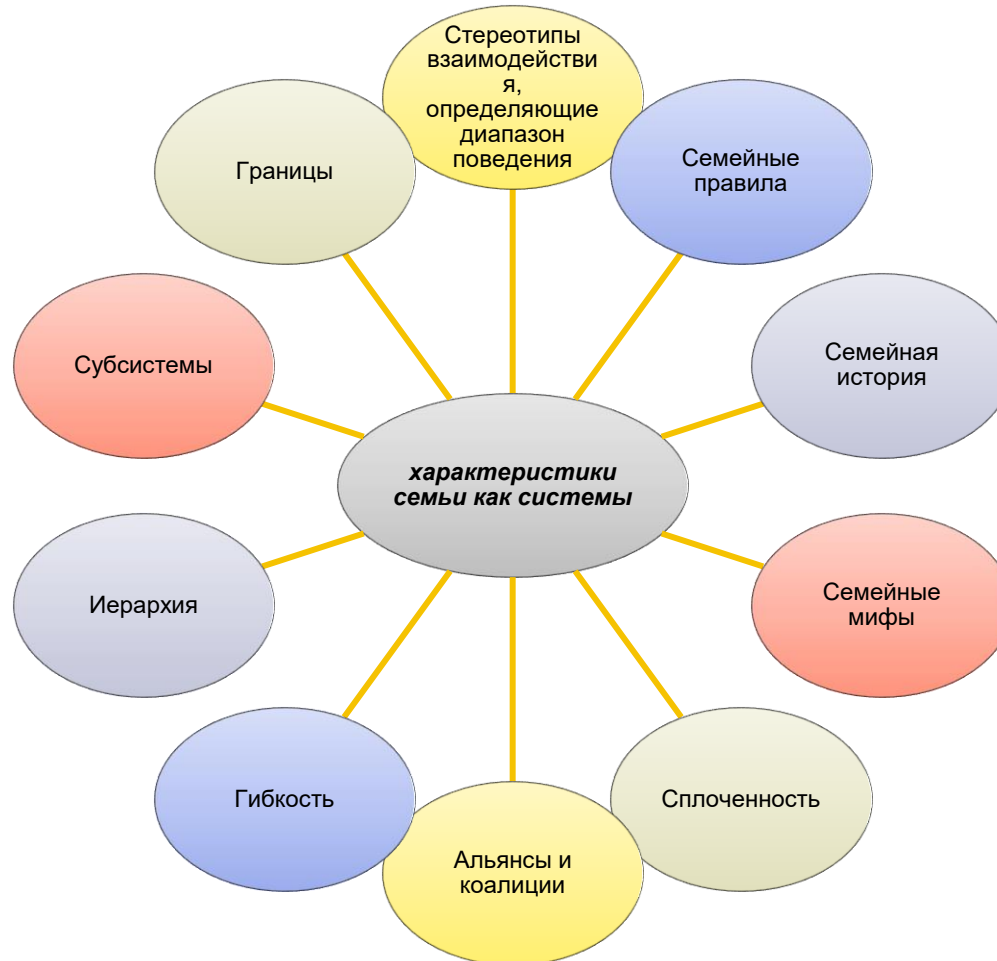 Стереотипы
взаимодействи
я,
определяющие
диапазон
поведения
Семейные
правила
Семейная
история
Семейные
мифы
Сплоченность
Альянсы и
коалиции
Гибкость
Иерархия
Субсистемы
Границы
характеристики
семьи как системы